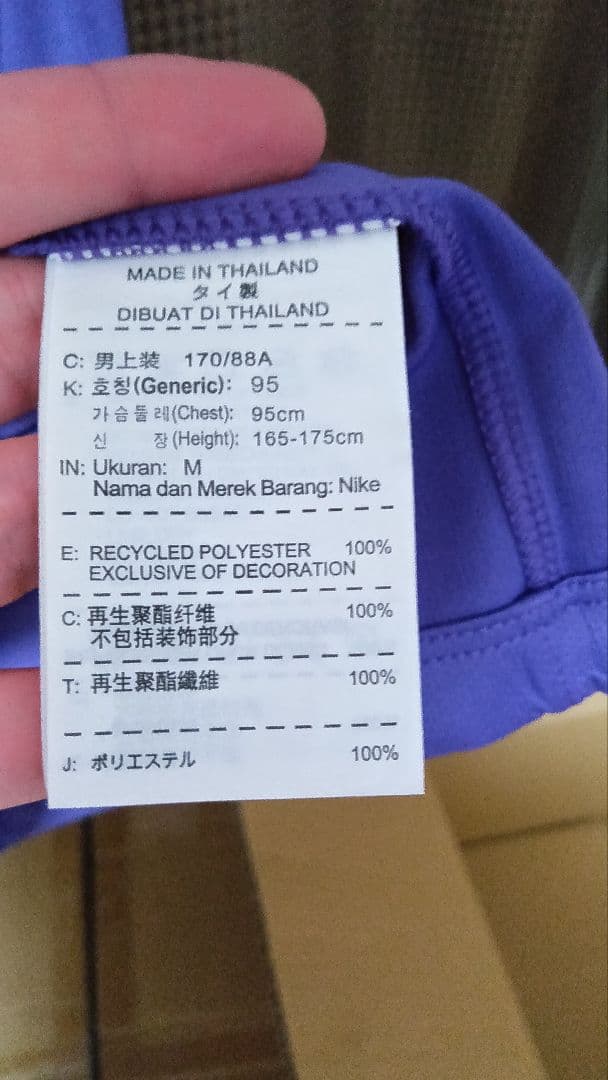 MADE IN THAILAND
タイ製
DIBUAT DI THAILAND
C: 男上装 170/88A
K: 호칭(Generic): 95
가슴둘레(Chest): 95cm
신 장(Height): 165-175cm
IN: Ukuran: M
Nama dan Merek Barang: Nike
E: RECYCLED POLYESTER 100%
EXCLUSIVE OF DECORATION
C: 再生聚酯纤维 100%
不包括装饰部分
T: 再生聚酯纖維 100%
J: ポリエステル 100%